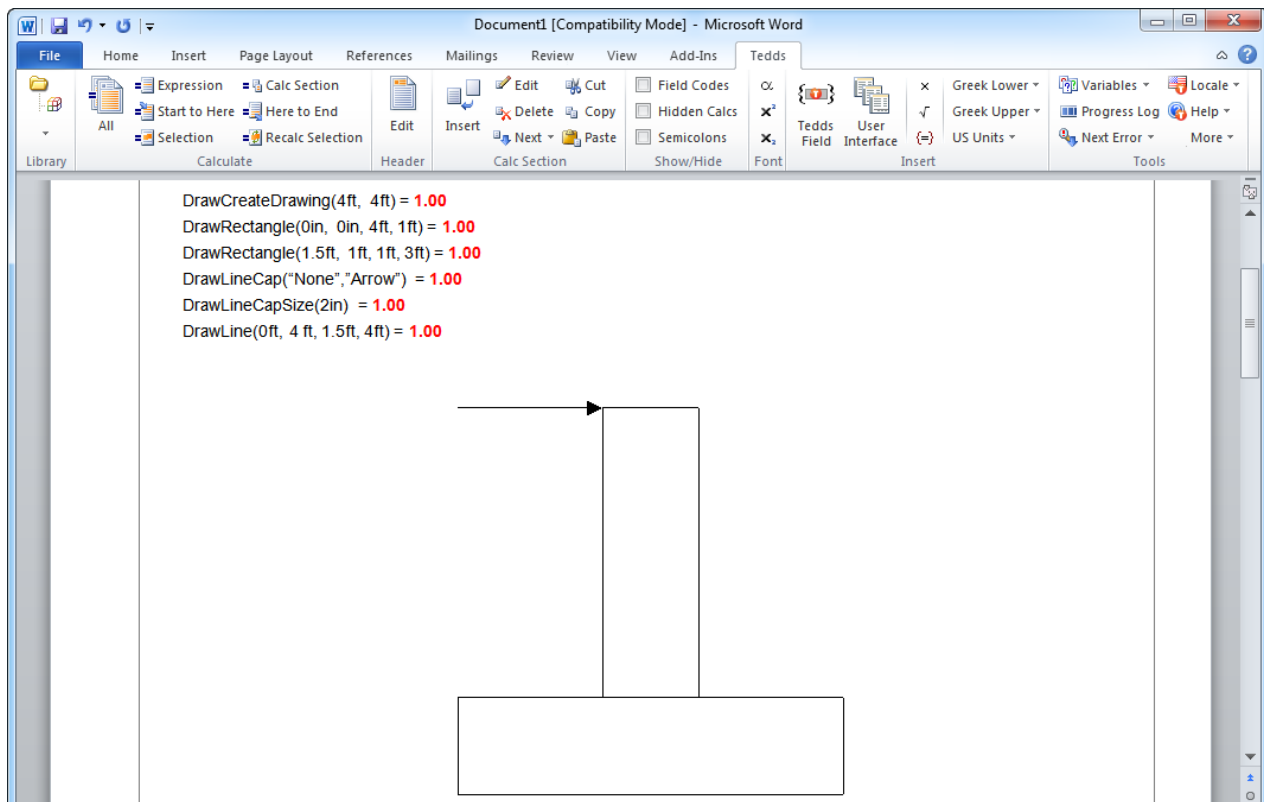 Document1 [Compatibility Mode] - Microsoft Word
File Home Insert Page Layout References Mailings Review View Add-Ins Tedds
Expression Calc Section Edit Cut Field Codes α × Greek Lower Variables Locale
All Start to Here Here to End Edit Insert Delete Copy Hidden Calcs x² Tedds Field User Interface √ Greek Upper Progress Log Help
Selection Recalc Selection Next Paste Semicolons x₂ {=} US Units Next Error More
Library Calculate Header Calc Section Show/Hide Font Insert Tools
DrawCreateDrawing(4ft, 4ft) = 1.00
DrawRectangle(0in, 0in, 4ft, 1ft) = 1.00
DrawRectangle(1.5ft, 1ft, 1ft, 3ft) = 1.00
DrawLineCap(“None”,”Arrow”) = 1.00
DrawLineCapSize(2in) = 1.00
DrawLine(0ft, 4 ft, 1.5ft, 4ft) = 1.00